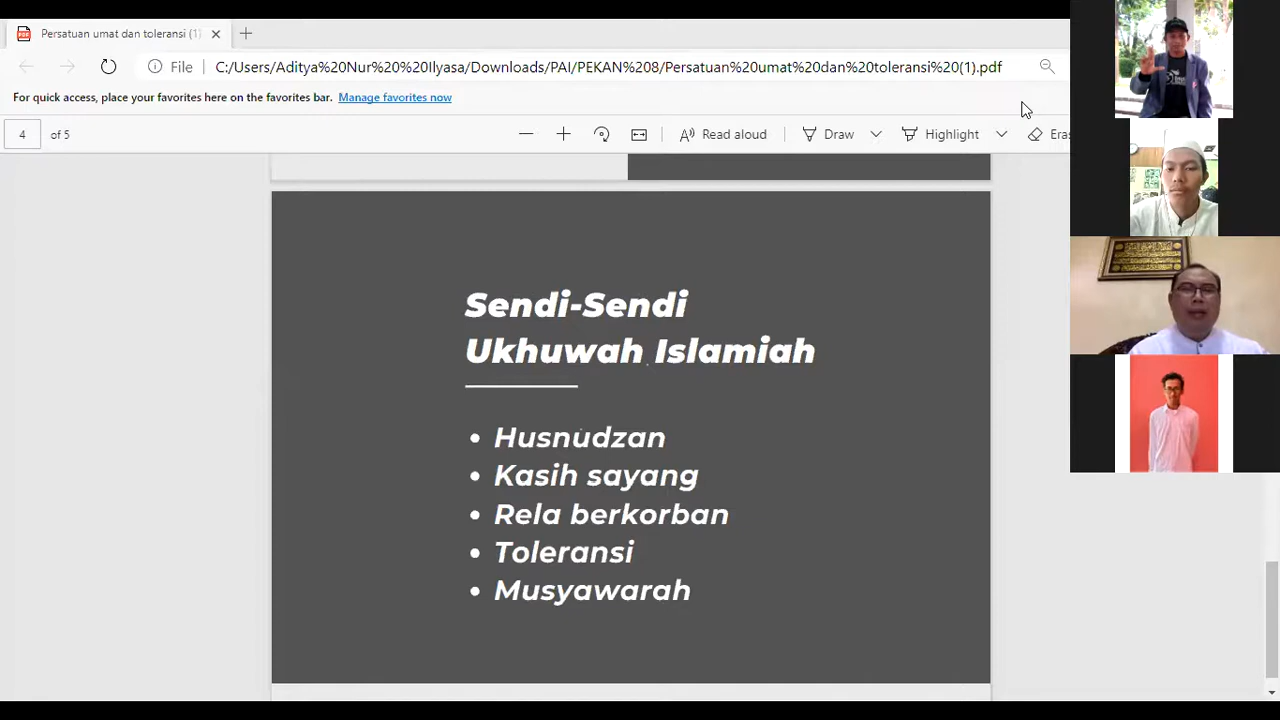 Persatuan umat dan toleransi (1)
File
C:/Users/Aditya%20Nur%20%20Ilyasa/Downloads/PAI/PEKAN%208/Persatuan%20umat%20dan%20toleransi%20(1).pdf
For quick access, place your favorites here on the favorites bar. Manage favorites now
4 of 5
Read aloud
Draw
Highlight
Sendi-Sendi
Ukhuwah Islamiah
• Husnudzan
• Kasih sayang
• Rela berkorban
• Toleransi
• Musyawarah